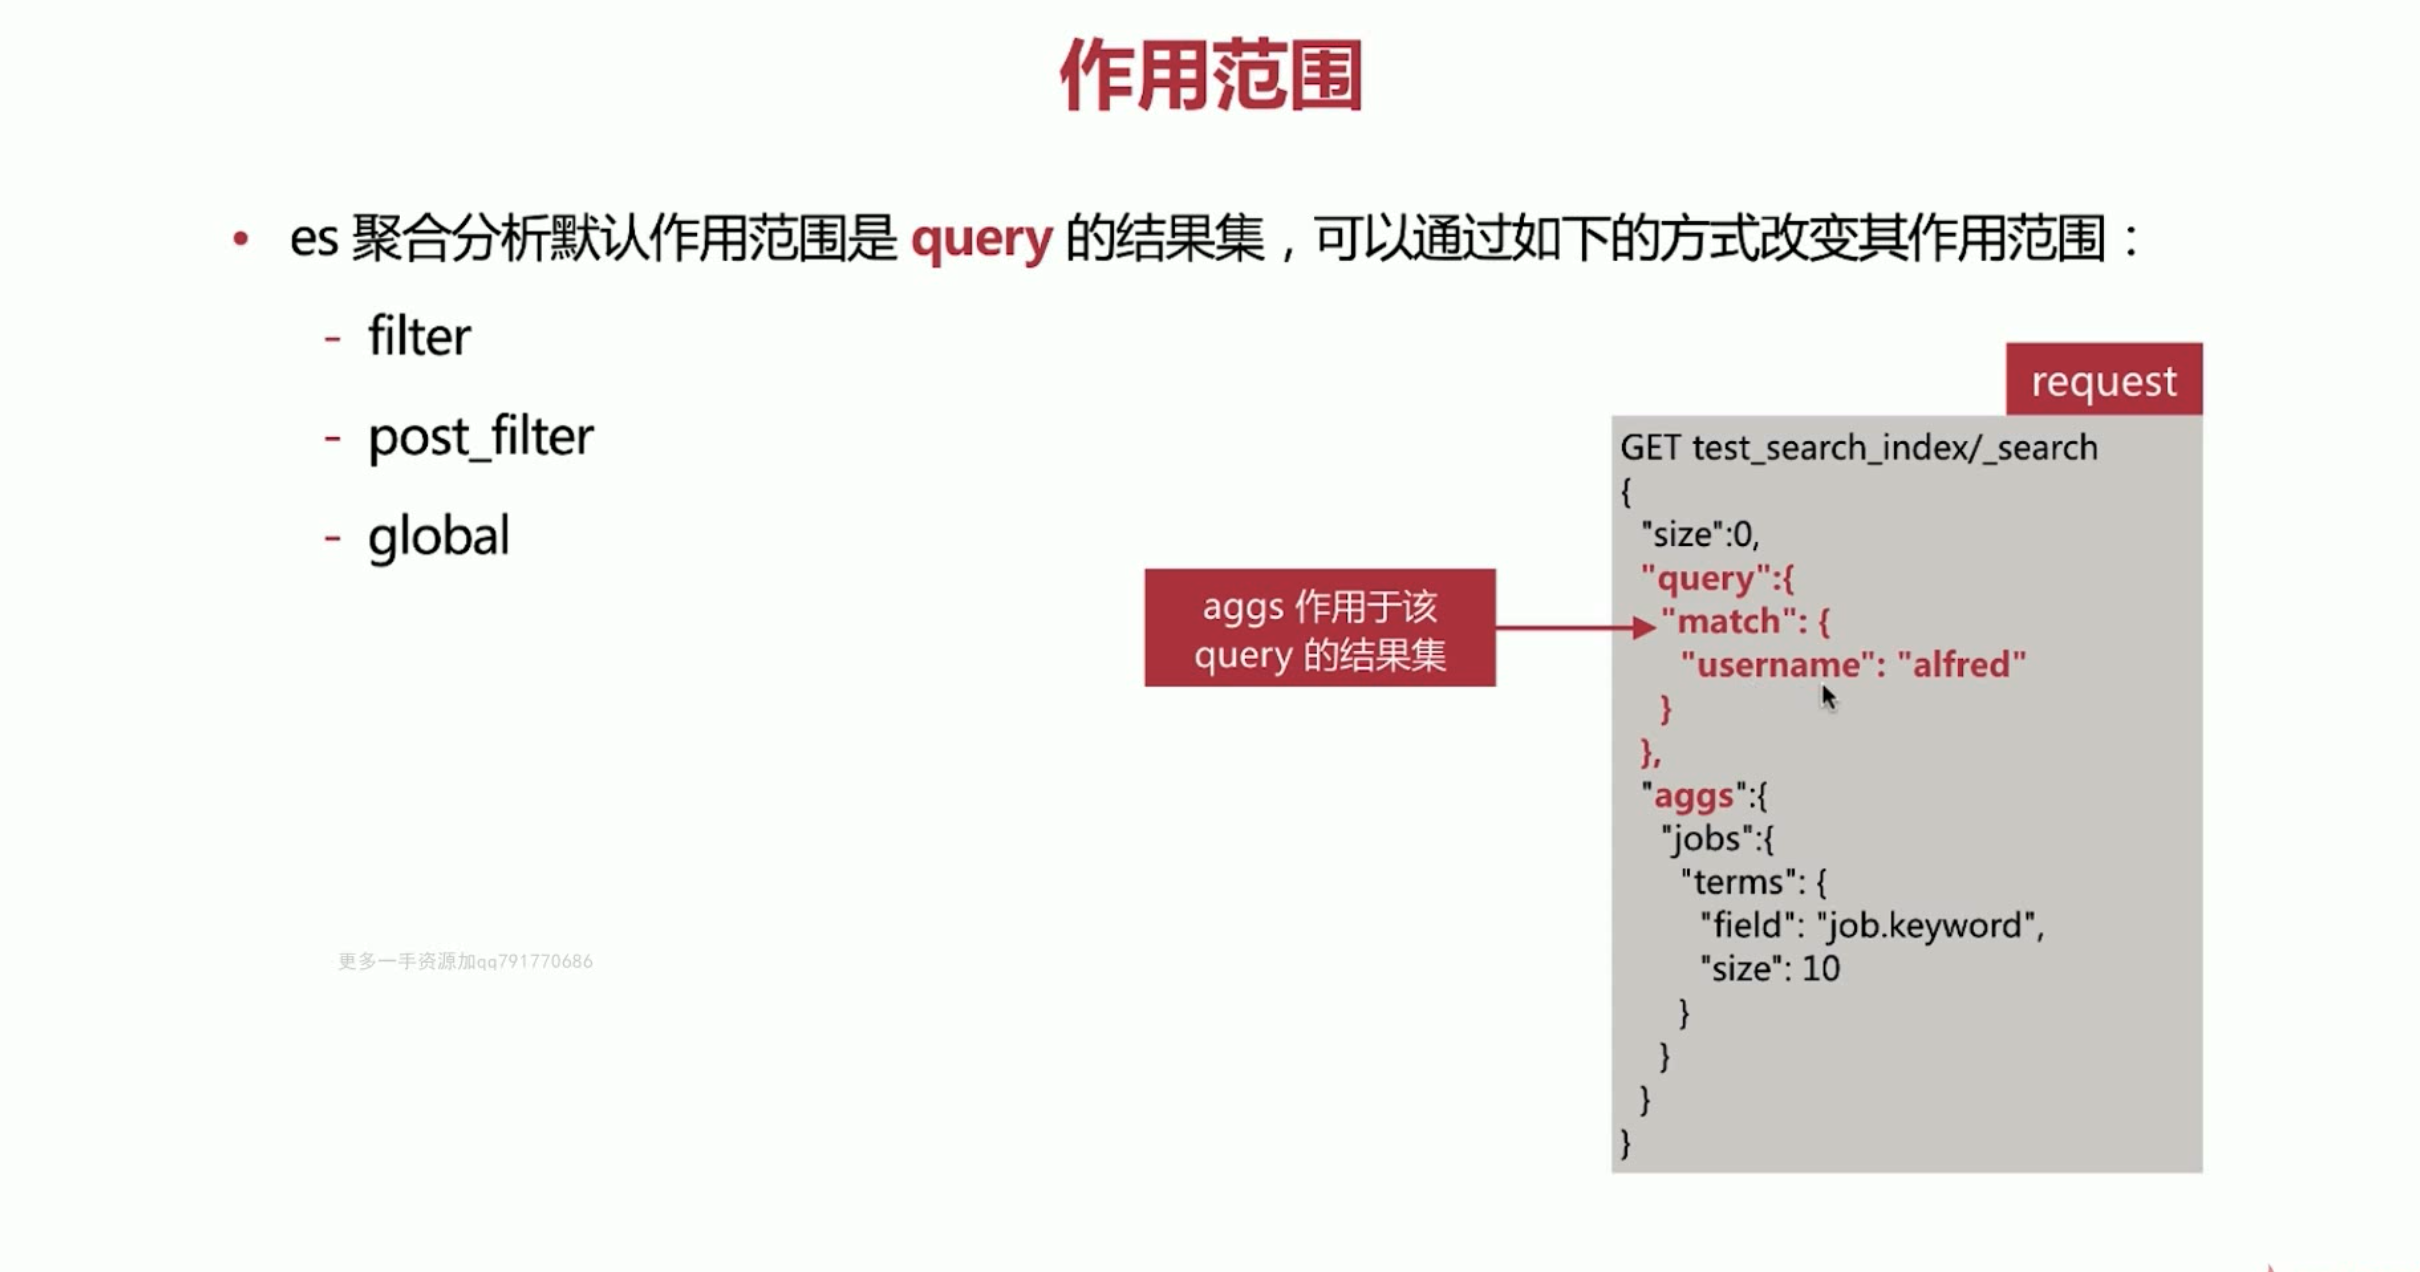 作用范围
• es 聚合分析默认作用范围是 query 的结果集，可以通过如下的方式改变其作用范围：
- filter
- post_filter
- global
request
GET test_search_index/_search
{
"size":0,
"query":{
"match": {
"username": "alfred"
}
},
"aggs":{
"jobs":{
"terms": {
"field": "job.keyword",
"size": 10
}
}
}
}
aggs 作用于该
query 的结果集
更多一手资源加qq791770686